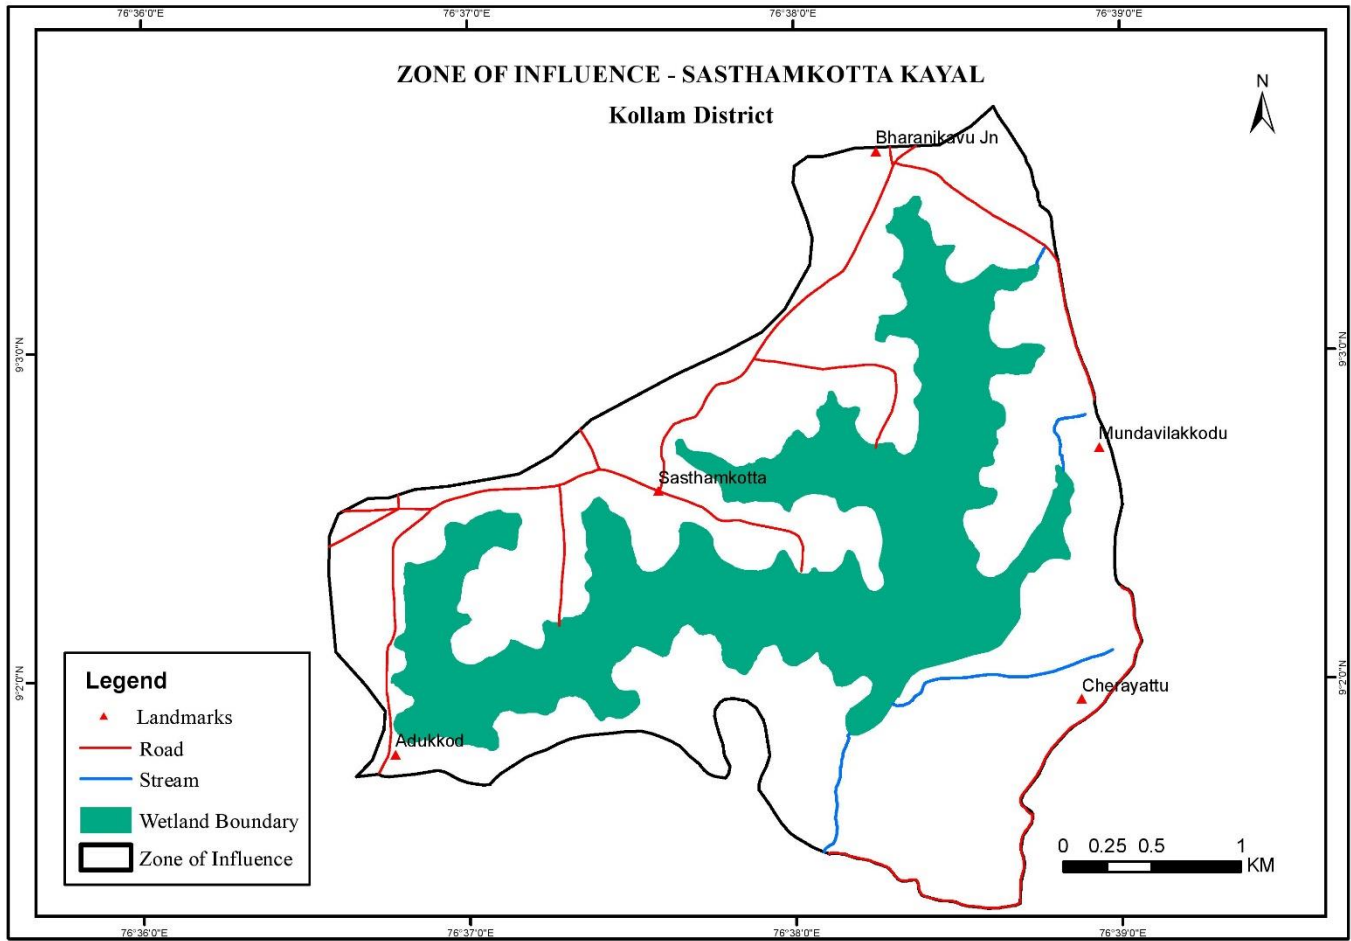 76°36'0"E 76°37'0"E 76°38'0"E 76°39'0"E
ZONE OF INFLUENCE - SASTHAMKOTTA KAYAL
Kollam District
N
Bharanikavu Jn
9°3'0"N 9°3'0"N
Mundavilakkodu
Sasthamkotta
9°2'0"N 9°2'0"N
Cherayattu
Adukkod
Legend
Landmarks
Road
Stream
Wetland Boundary
Zone of Influence
0 0.25 0.5 1
KM
76°36'0"E 76°37'0"E 76°38'0"E 76°39'0"E